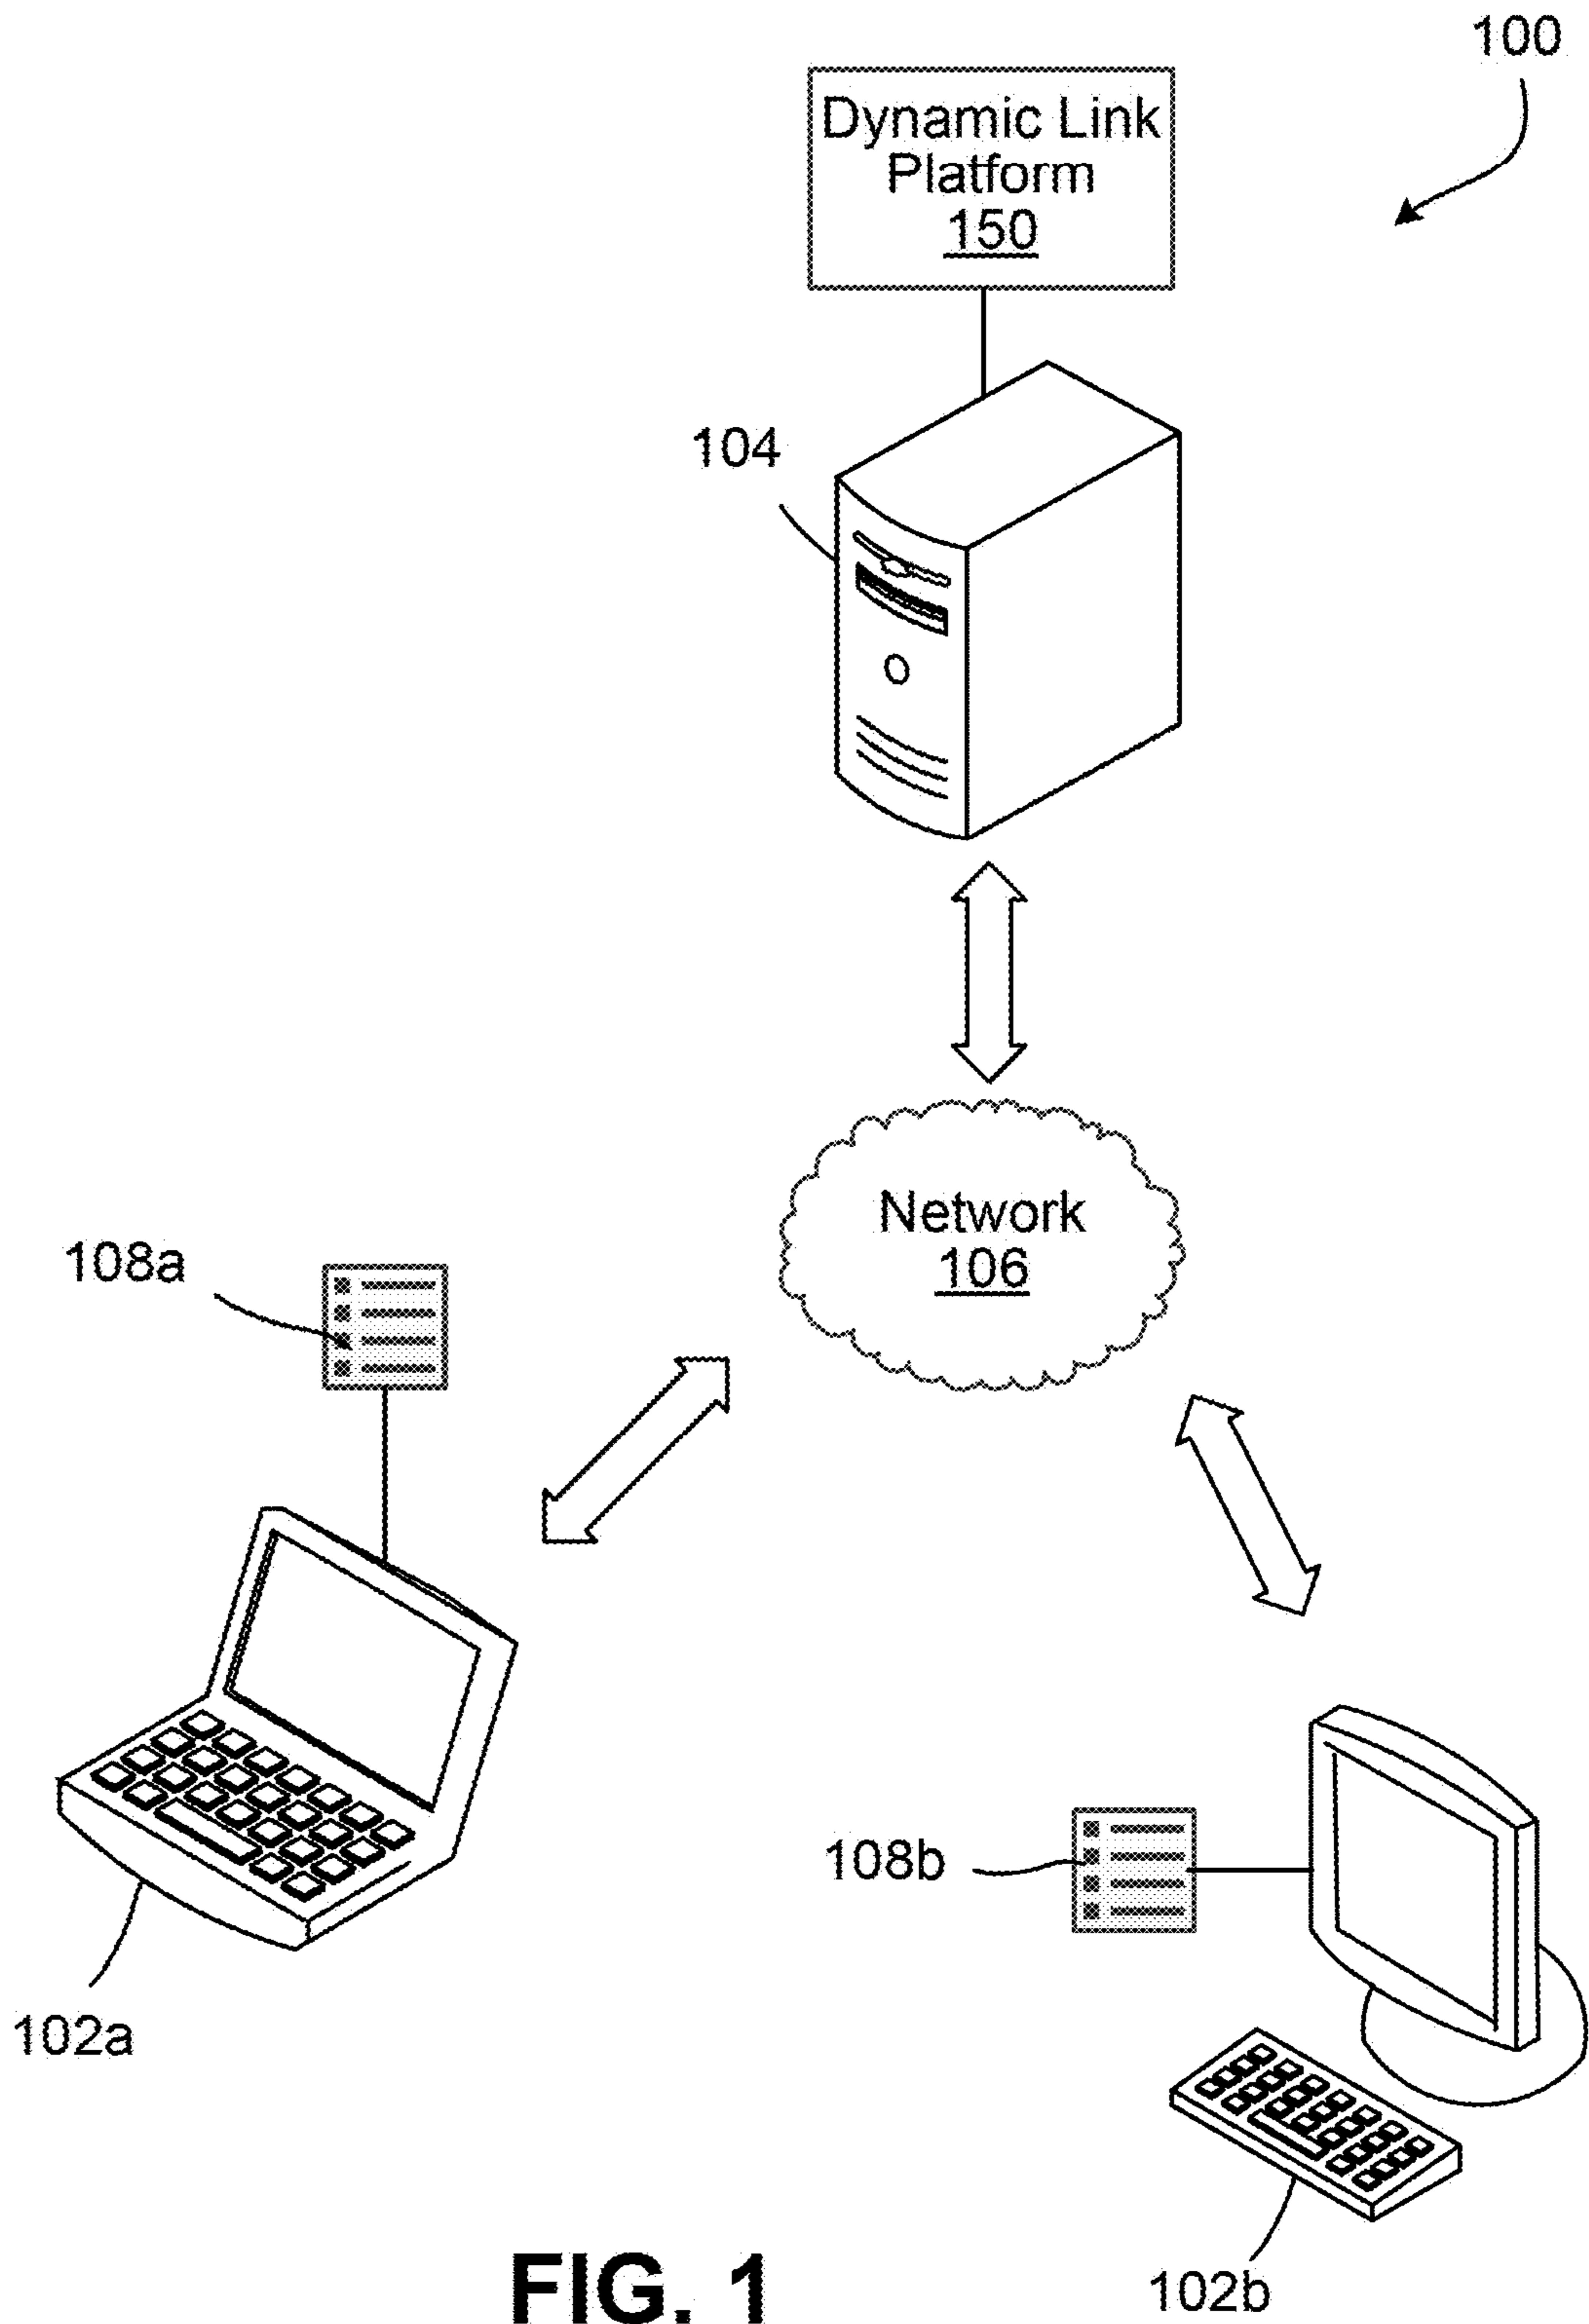 100
Dynamic Link
Platform
150
104
Network
106
108a
108b
102a
102b
FIG. 1